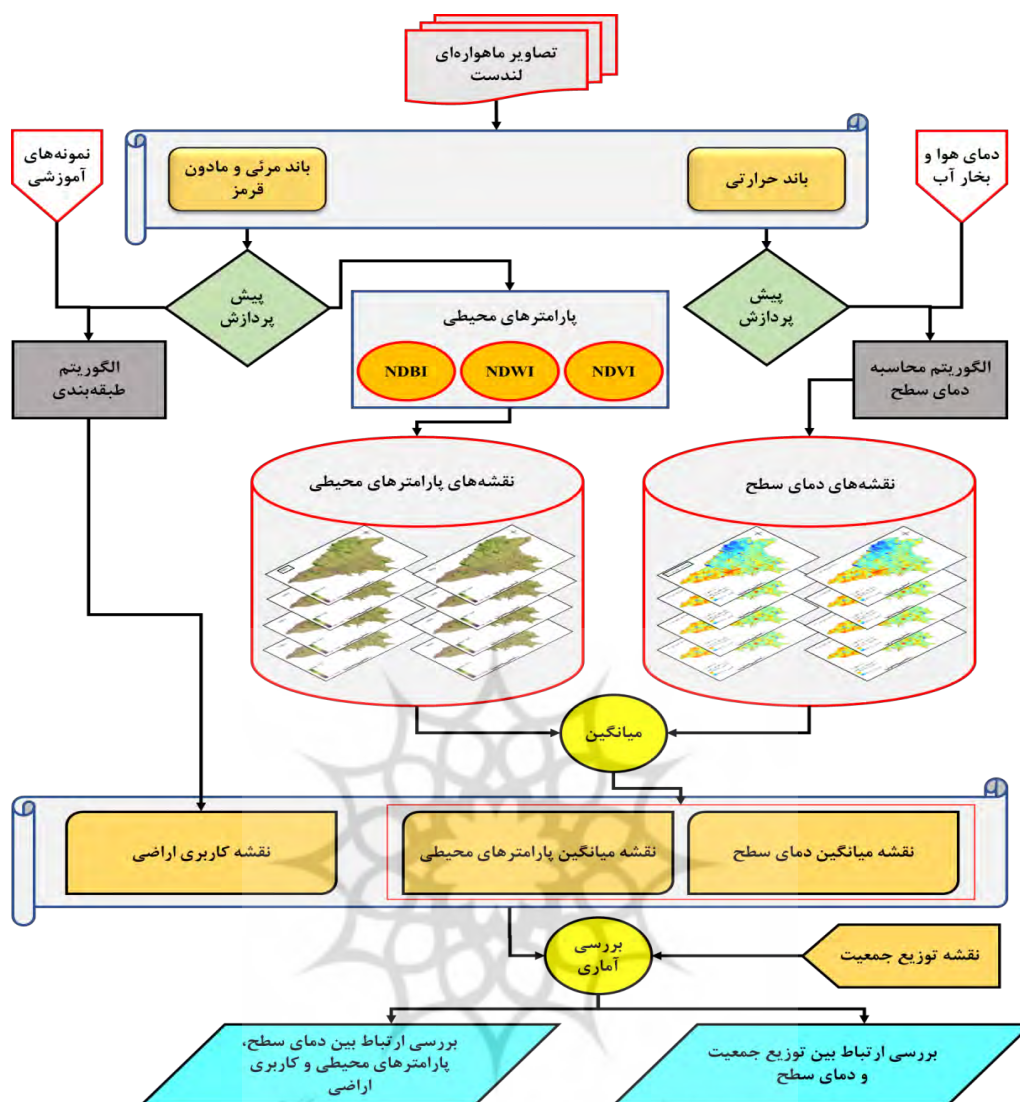 تصاویر ماهواره‌ای
لندست
دمای هوا و
بخار آب
باند حرارتی
باند مرئی و مادون
قرمز
نمونه‌های
آموزشی
پیش
پردازش
پیش
پردازش
پارامترهای محیطی
NDVI
NDWI
NDBI
الگوریتم محاسبه
دمای سطح
الگوریتم
طبقه‌بندی
نقشه‌های دمای سطح
نقشه‌های پارامترهای محیطی
میانگین
نقشه میانگین دمای سطح
نقشه میانگین پارامترهای محیطی
نقشه کاربری اراضی
بررسی
آماری
نقشه توزیع جمعیت
بررسی ارتباط بین توزیع جمعیت
و دمای سطح
بررسی ارتباط بین دمای سطح،
پارامترهای محیطی و کاربری
اراضی